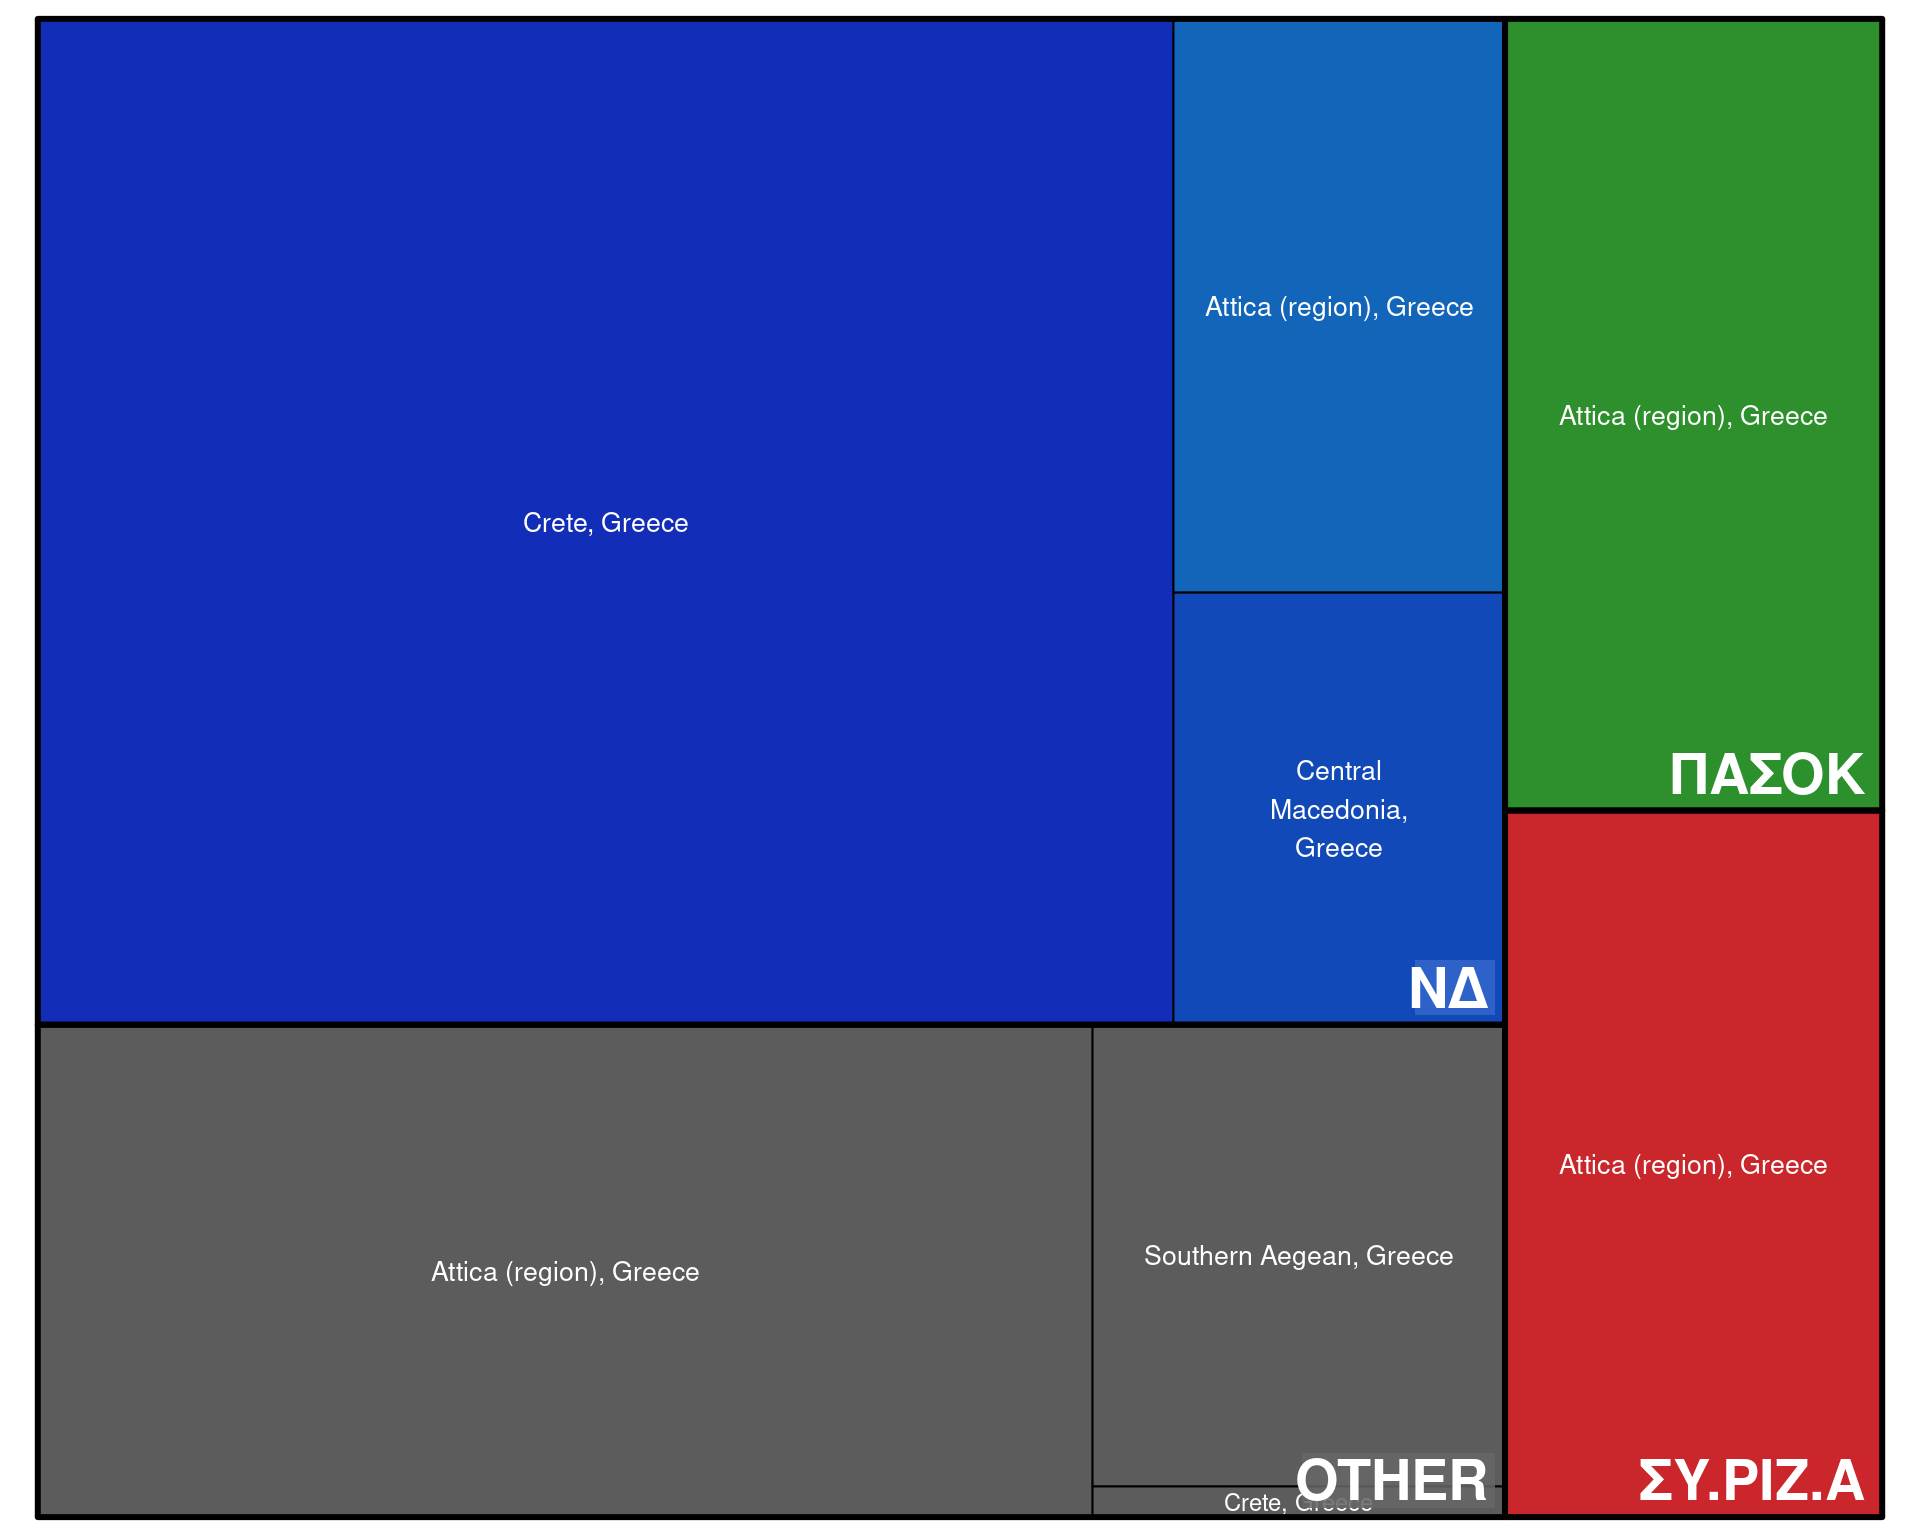 Crete, Greece
Attica (region), Greece
Central
Macedonia,
Greece
ΝΔ
Attica (region), Greece
ΠΑΣΟΚ
Attica (region), Greece
Southern Aegean, Greece
Crete, Greece
OTHER
Attica (region), Greece
ΣΥ.ΡΙΖ.Α